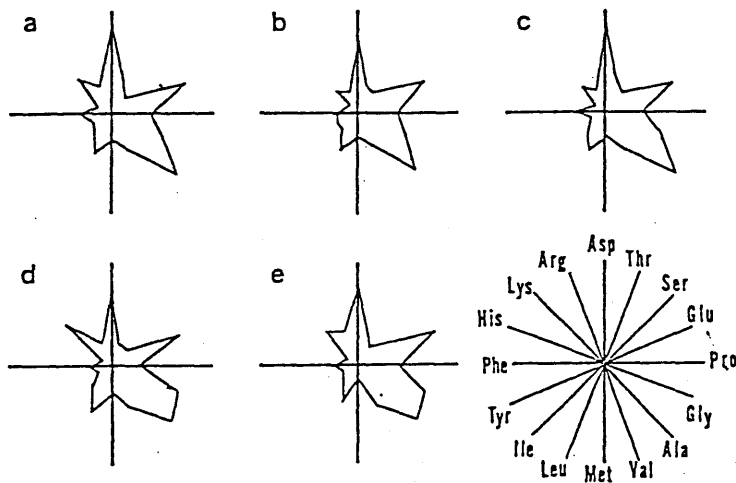 a
b
c
d
e
Asp
Arg
Thr
Lys
Ser
His
Glu
Phe
Pro
Tyr
Gly
Ile
Ala
Leu
Met
Val